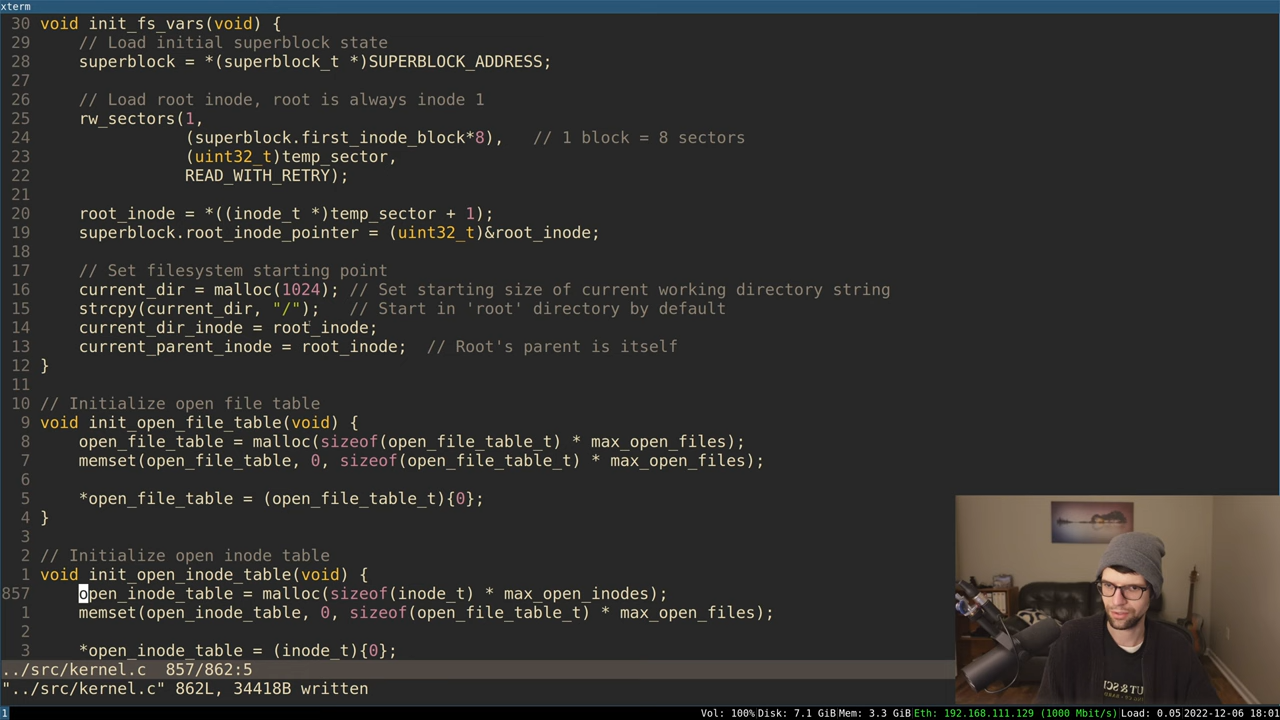 xterm
30 void init_fs_vars(void) {
29     // Load initial superblock state
28     superblock = *(superblock_t *)SUPERBLOCK_ADDRESS;
27
26     // Load root inode, root is always inode 1
25     rw_sectors(1,
24                (superblock.first_inode_block*8),   // 1 block = 8 sectors
23                (uint32_t)temp_sector,
22                READ_WITH_RETRY);
21
20     root_inode = *((inode_t *)temp_sector + 1);
19     superblock.root_inode_pointer = (uint32_t)&root_inode;
18
17     // Set filesystem starting point
16     current_dir = malloc(1024); // Set starting size of current working directory string
15     strcpy(current_dir, "/");   // Start in 'root' directory by default
14     current_dir_inode = root_inode;
13     current_parent_inode = root_inode;  // Root's parent is itself
12 }
11
10 // Initialize open file table
9 void init_open_file_table(void) {
8     open_file_table = malloc(sizeof(open_file_table_t) * max_open_files);
7     memset(open_file_table, 0, sizeof(open_file_table_t) * max_open_files);
6
5     *open_file_table = (open_file_table_t){0};
4 }
3
2 // Initialize open inode table
1 void init_open_inode_table(void) {
857     open_inode_table = malloc(sizeof(inode_t) * max_open_inodes);
1     memset(open_inode_table, 0, sizeof(open_file_table_t) * max_open_files);
2
3     *open_inode_table = (inode_t){0};
../src/kernel.c  857/862:5
"../src/kernel.c" 862L, 34418B written
1 Vol: 100% Disk: 7.1 GiB Mem: 3.3 GiB Eth: 192.168.111.129 (1000 Mbit/s) Load: 0.05 2022-12-06 18:01